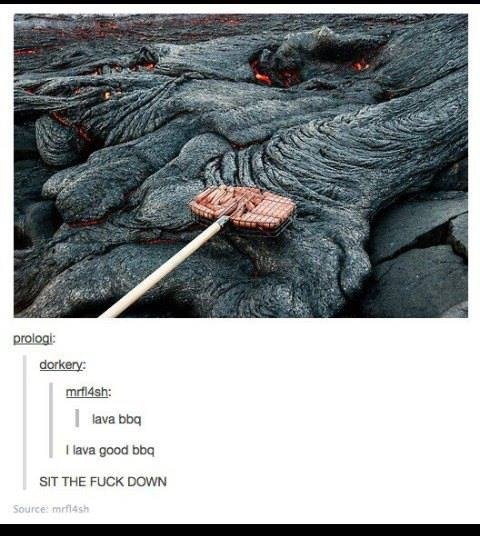 prologi:
dorkery:
mrfl4sh:
lava bbq
I lava good bbq
SIT THE FUCK DOWN
Source: mrfl4sh